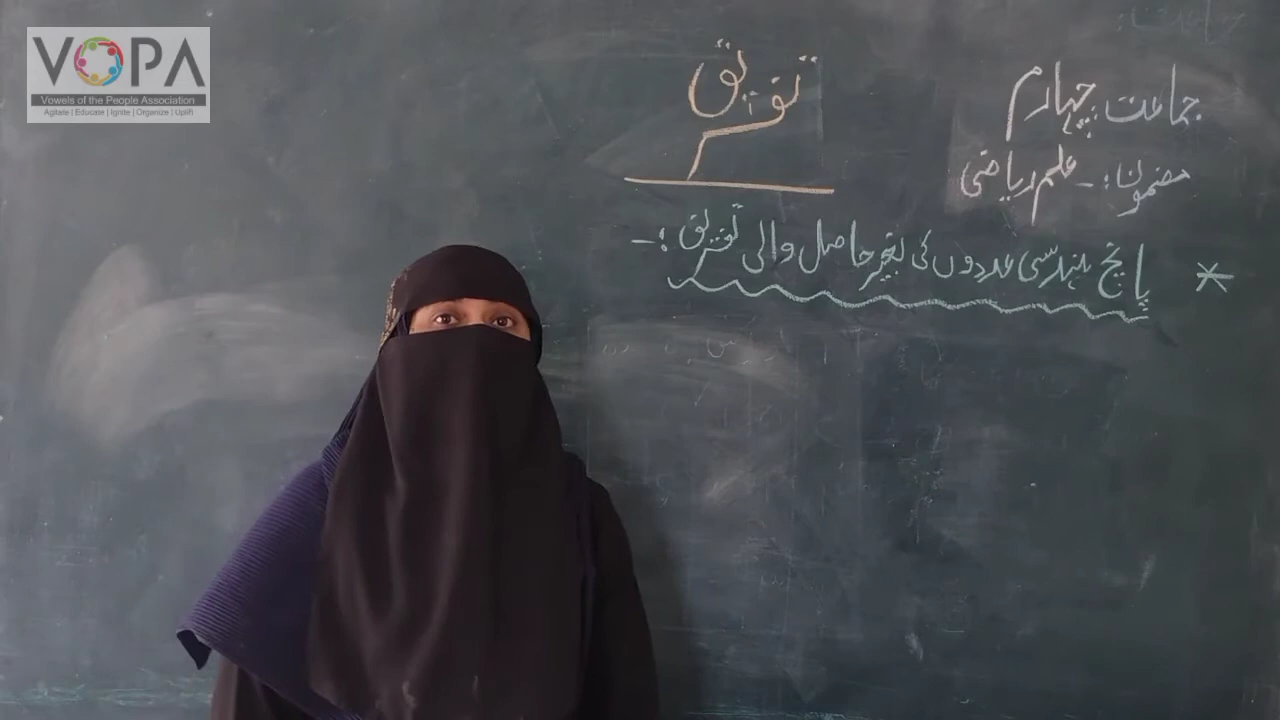 VOPA
Vowels of the People Association
Agitate | Educate | Ignite | Organize | Uplift
تفریق
جماعت چہارم
مضمون :- علم ریاضی
* پانچ ہندسی عددوں کی بغیر حاصل والی تفریق :-